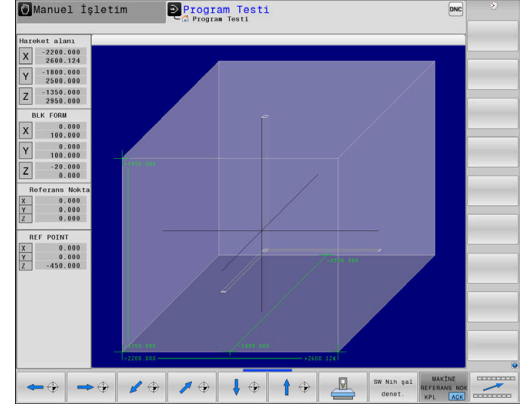 Manuel İşletim
Program Testi
Program Testi
DNC
Hareket alanı
X -2200.000
2600.124
Y -1800.000
2500.000
Z -1350.000
2950.000
BLK FORM
X 0.000
100.000
Y 0.000
100.000
Z -20.000
0.000
Referans Nokta
X 0.000
Y 0.000
Z 0.000
REF POINT
X 0.000
Y 0.000
Z -450.000
-2200.000
+2600.124
SW Nin şal
denet.
MAKİNE
REFERANS NOK
KPL AÇK